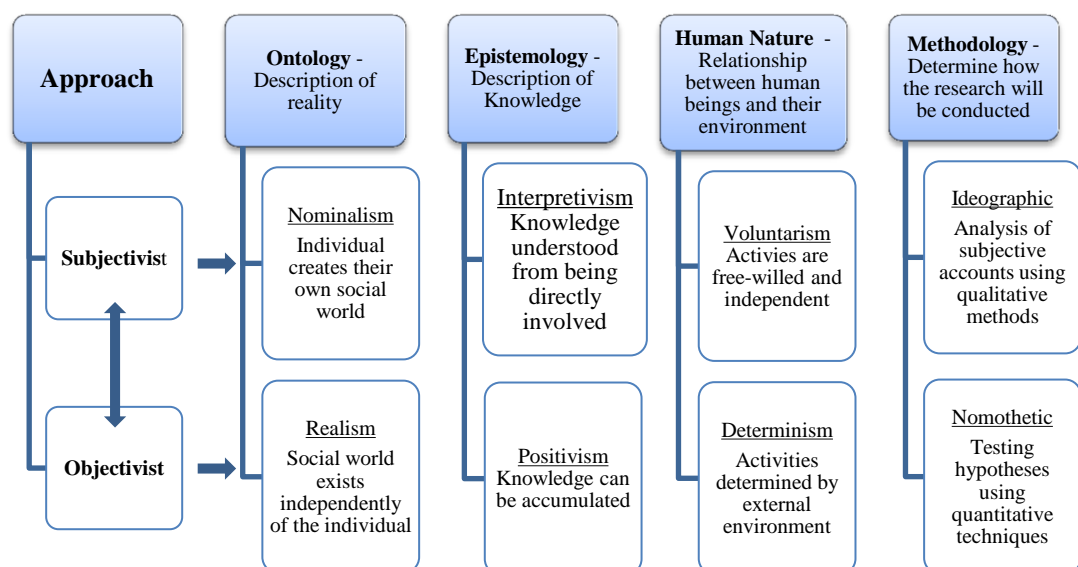 Approach
Ontology -
Description of
reality
Epistemology -
Description of
Knowledge
Human Nature -
Relationship
between human
beings and their
environment
Methodology -
Determine how
the research will
be conducted
Subjectivist
Nominalism
Individual
creates their
own social
world
Interpretivism
Knowledge
understood
from being
directly
involved
Voluntarism
Activies are
free-willed and
independent
Ideographic
Analysis of
subjective
accounts using
qualitative
methods
Objectivist
Realism
Social world
exists
independently
of the individual
Positivism
Knowledge can
be accumulated
Determinism
Activities
determined by
external
environment
Nomothetic
Testing
hypotheses
using
quantitative
techniques